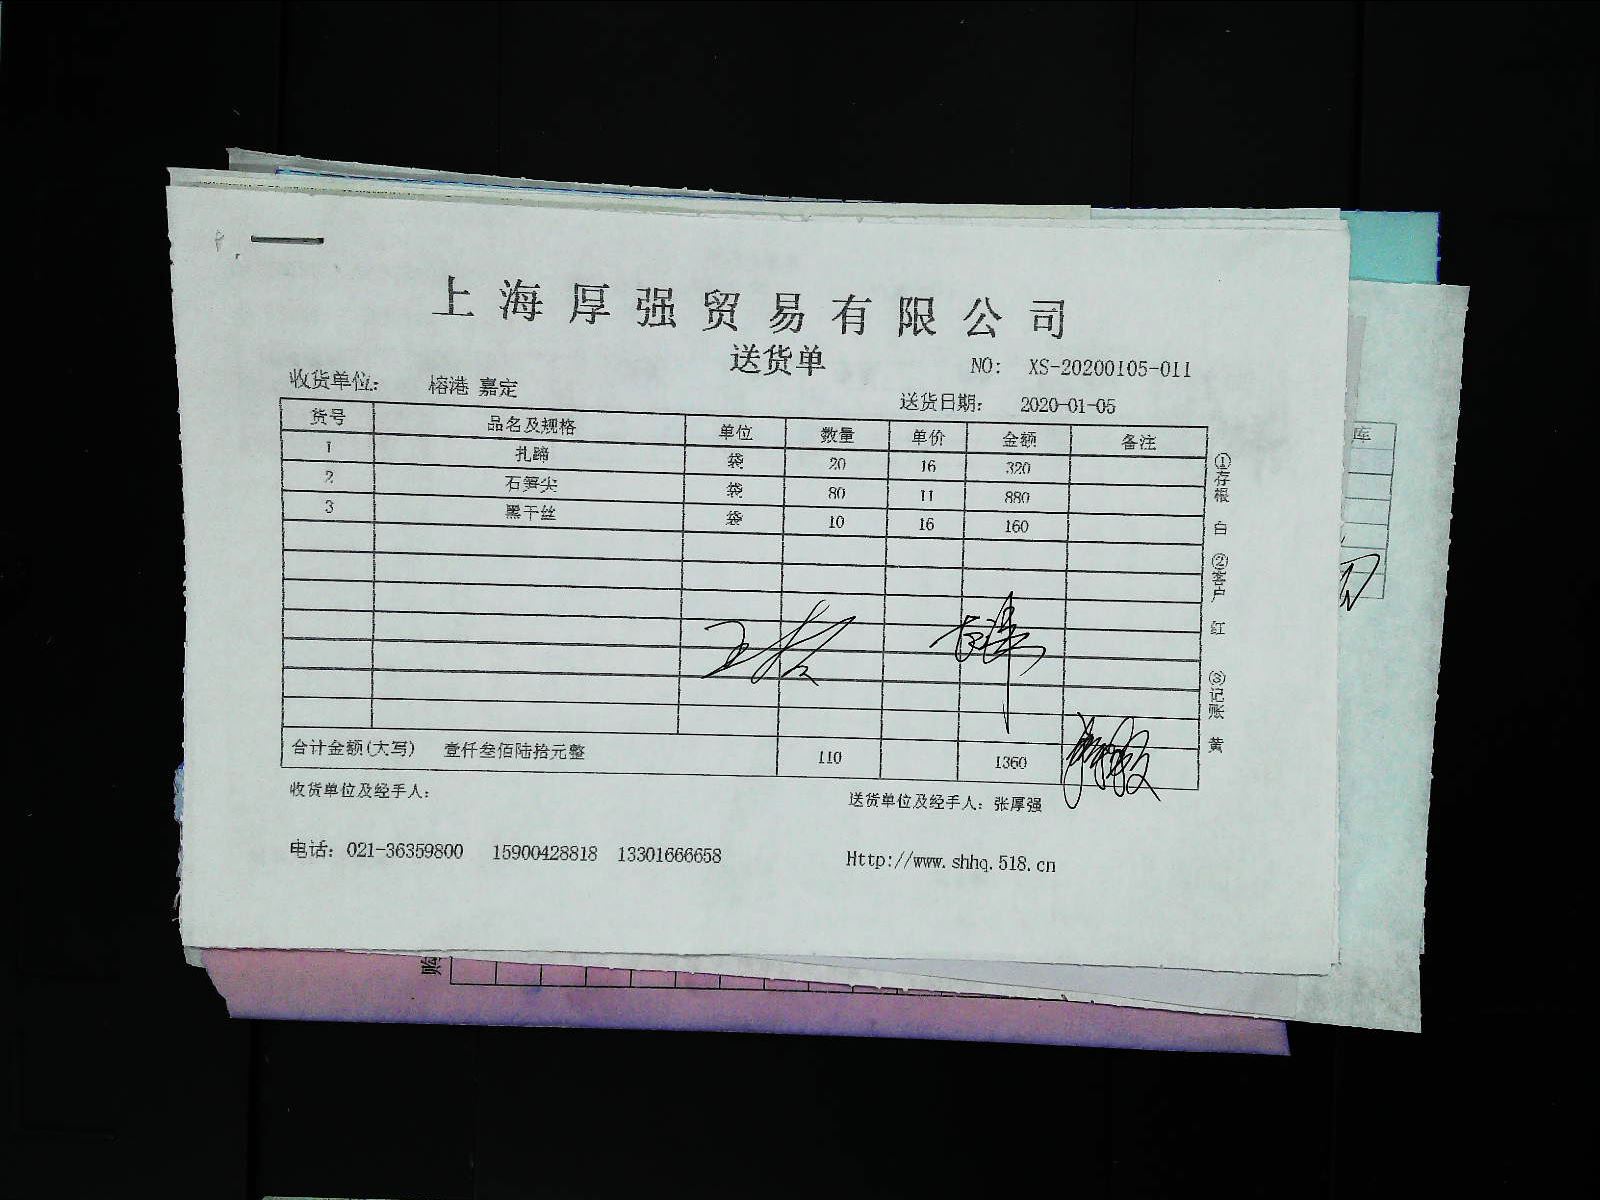 上海厚强贸易有限公司
送货单
NO: XS-20200105-011
收货单位: 榕港 嘉定
送货日期: 2020-01-05
货号 品名及规格 单位 数量 单价 金额 备注
1 扎蹄 袋 20 16 320
2 石笋尖 袋 80 11 880
3 黑干丝 袋 10 16 160
合计金额(大写) 壹仟叁佰陆拾元整 110 1360
①存根 白 ②客户 红 ③记账 黄
收货单位及经手人:
送货单位及经手人: 张厚强
电话: 021-36359800 15900428818 13301666658
Http://www.shhq.518.cn
库
购